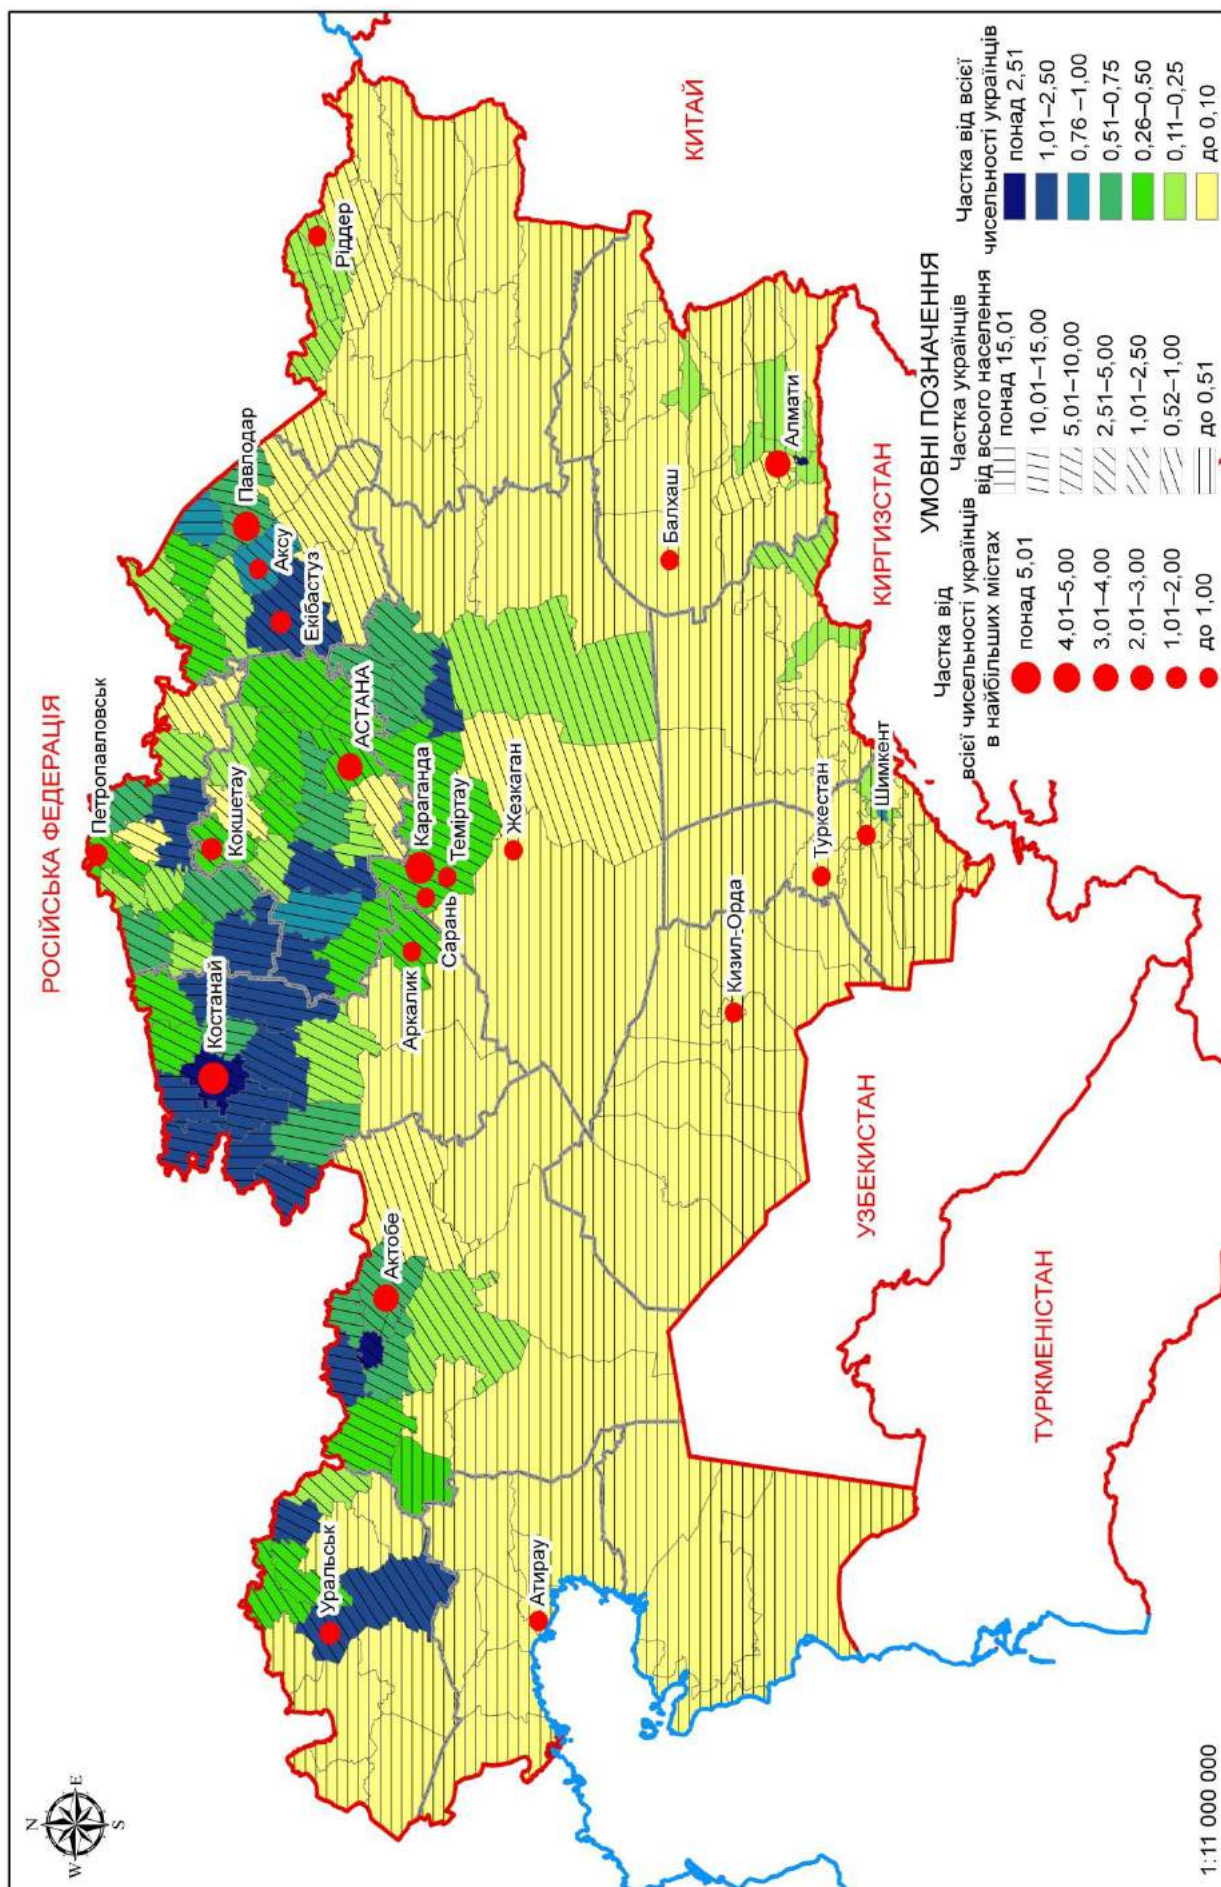 N
W
E
S
РОСІЙСЬКА ФЕДЕРАЦІЯ
Петропавловськ
Костанай
Кокшетау
Павлодар
Аксу
Екібастуз
Ріддер
АСТАНА
Уральськ
Актобе
Аркалик
Сарань
Караганда
Теміртау
Жезкаган
Атирау
Балхаш
КИТАЙ
Кизил-Орда
Туркестан
Шимкент
Алмати
УЗБЕКИСТАН
КИРГИЗСТАН
ТУРКМЕНІСТАН
УМОВНІ ПОЗНАЧЕННЯ
Частка від
всієї чисельності українців
в найбільших містах
понад 5,01
4,01–5,00
3,01–4,00
2,01–3,00
1,01–2,00
до 1,00
Частка українців
від всього населення
понад 15,01
10,01–15,00
5,01–10,00
2,51–5,00
1,01–2,50
0,52–1,00
до 0,51
Частка від всієї
чисельності українців
понад 2,51
1,01–2,50
0,76 –1,00
0,51–0,75
0,26–0,50
0,11–0,25
до 0,10
1:11 000 000